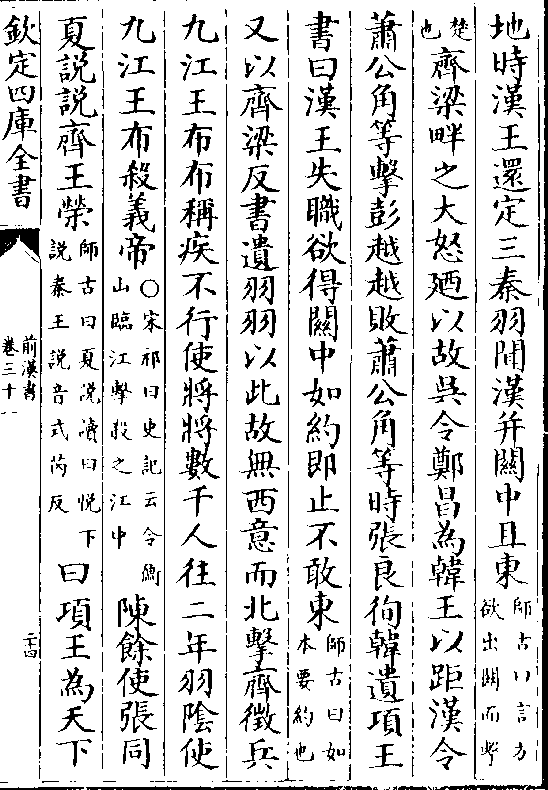 地時漢王還定三秦羽聞漢并關中且東師古曰言方欲出關而擊
楚也齊梁畔之大怒廼以故吳令鄭昌為韓王以距漢令
蕭公角等擊彭越越敗蕭公角等時張良徇韓遺項王
書曰漢王失職欲得關中如約即止不敢東師古曰如本要約也
又以齊梁反書遺羽羽以此故無西意而北擊齊徵兵
九江王布布稱疾不行使將將數千人往二年羽陰使
九江王布殺義帝○宋祁曰史記云令衡山臨江擊殺之江中陳餘使張同
夏説説齊王榮師古曰夏説讀曰悦下説秦王説音式芮反曰項王為天下
欽定四庫全書
前漢書
卷三十一
二十四